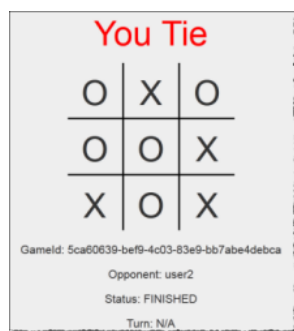 You Tie
O X O
O O X
X O X
GameId: 5ca60639-bef9-4c03-83e9-bb7abe4debca
Opponent: user2
Status: FINISHED
Turn: N/A